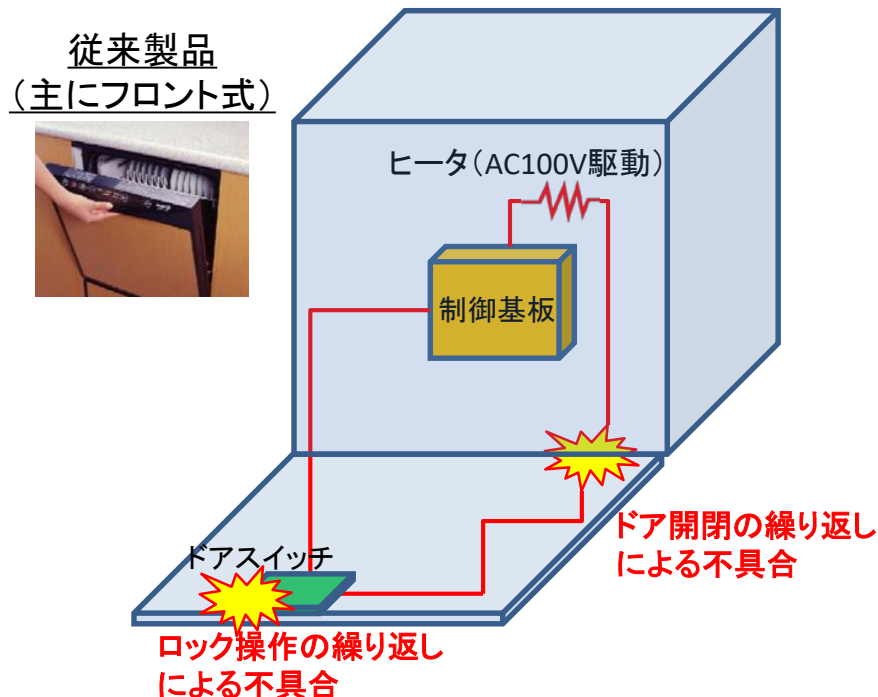 従来製品
（主にフロント式）
ヒータ（AC100V駆動）
制御基板
ドア開閉の繰り返し
による不具合
ドアスイッチ
ロック操作の繰り返し
による不具合